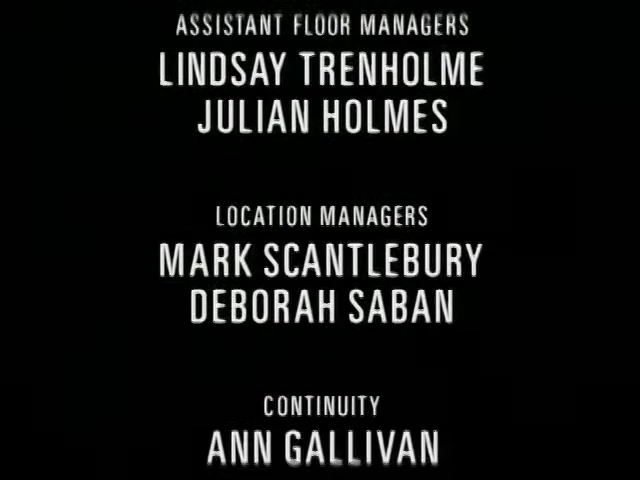 ASSISTANT FLOOR MANAGERS
LINDSAY TRENHOLME
JULIAN HOLMES
LOCATION MANAGERS
MARK SCANTLEBURY
DEBORAH SABAN
CONTINUITY
ANN GALLIVAN